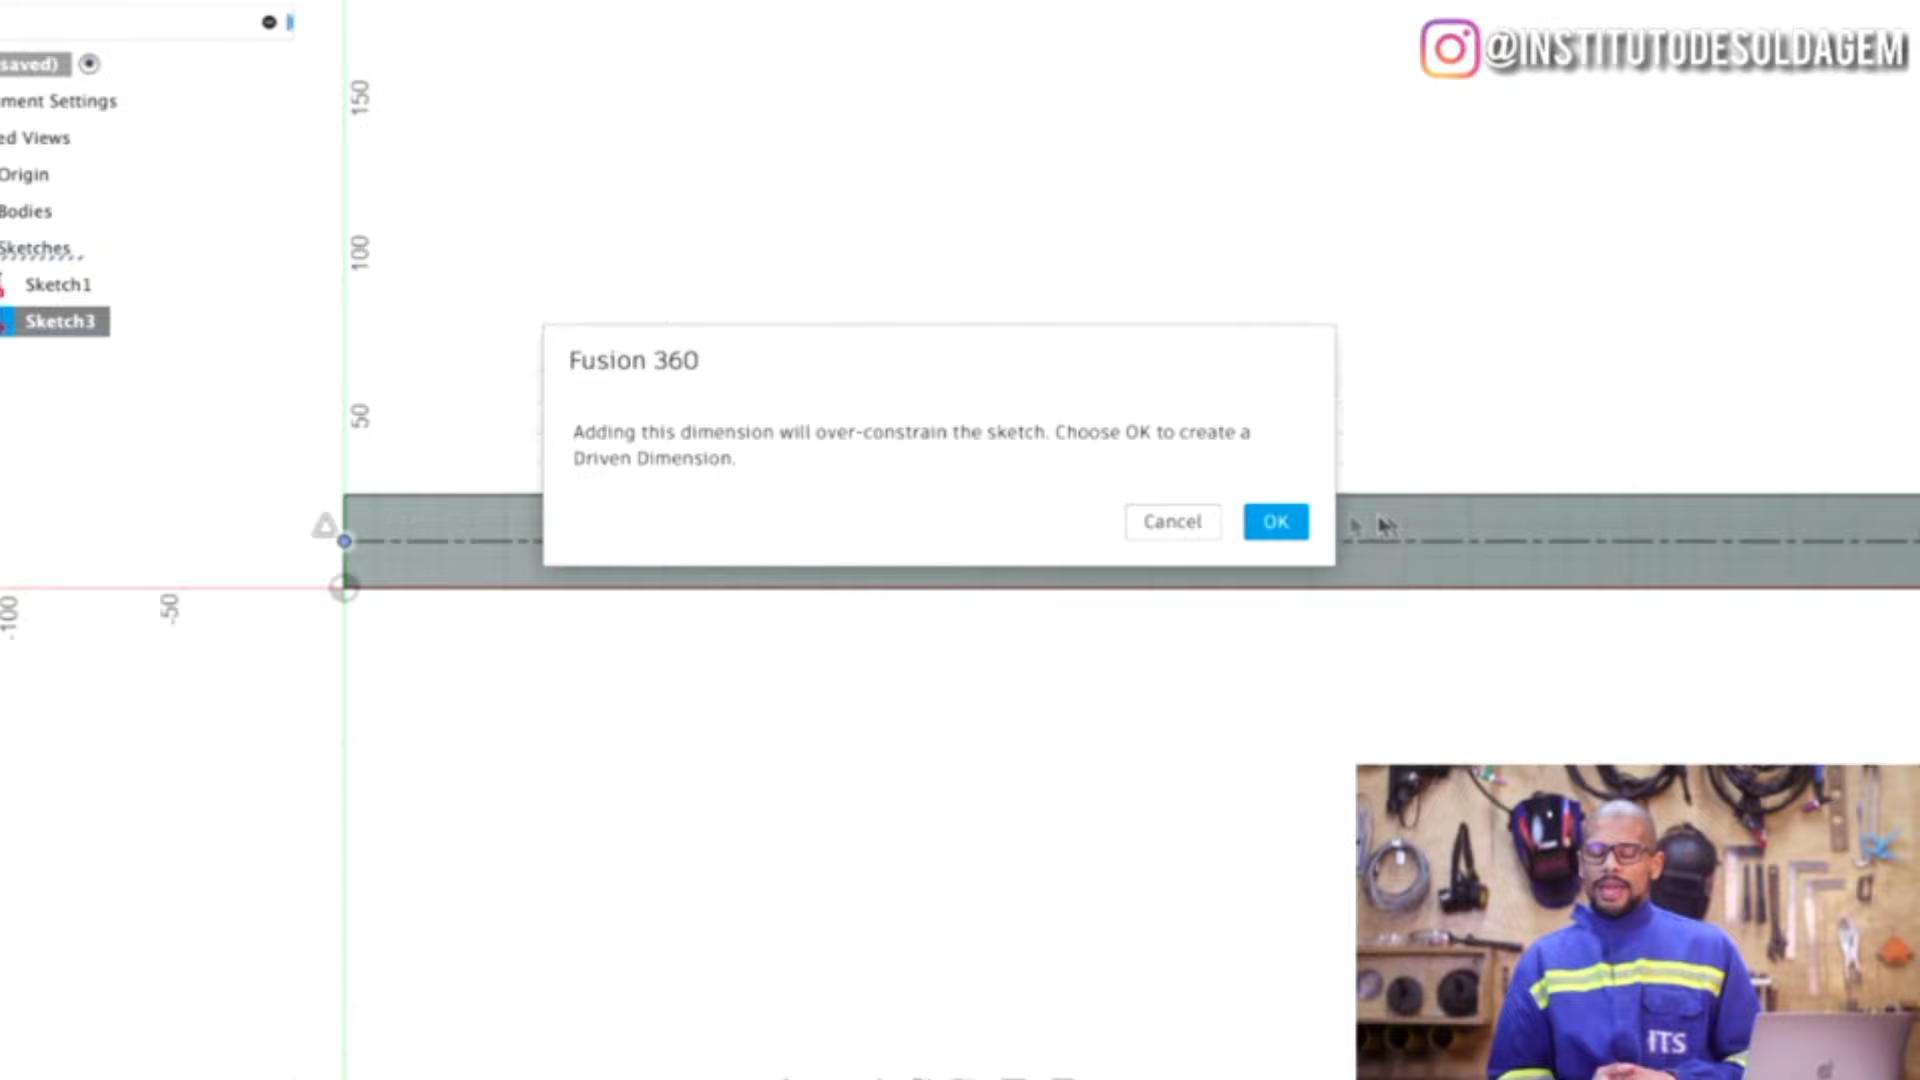 @INSTITUTODESOLDAGEM
saved)
ment Settings
ed Views
Origin
Bodies
Sketches
Sketch1
Sketch3
150
100
50
-50
-100
Fusion 360
Adding this dimension will over-constrain the sketch. Choose OK to create a
Driven Dimension.
Cancel
OK
ITS